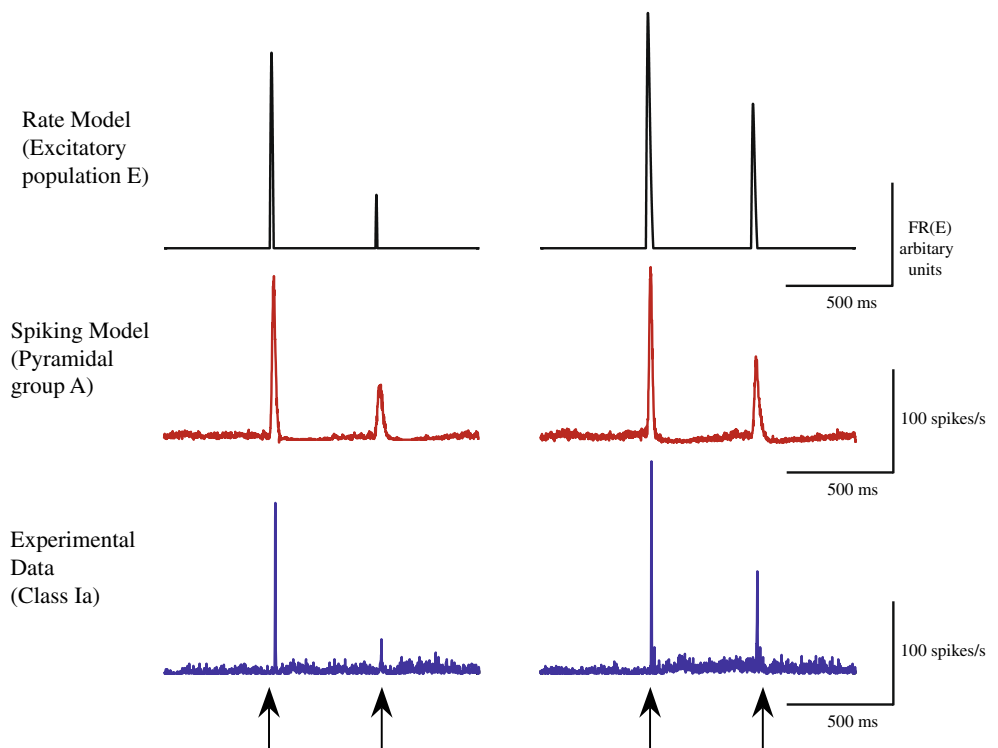 Rate Model
(Excitatory
population E)
FR(E)
arbitary
units
500 ms
Spiking Model
(Pyramidal
group A)
100 spikes/s
500 ms
Experimental
Data
(Class Ia)
100 spikes/s
500 ms